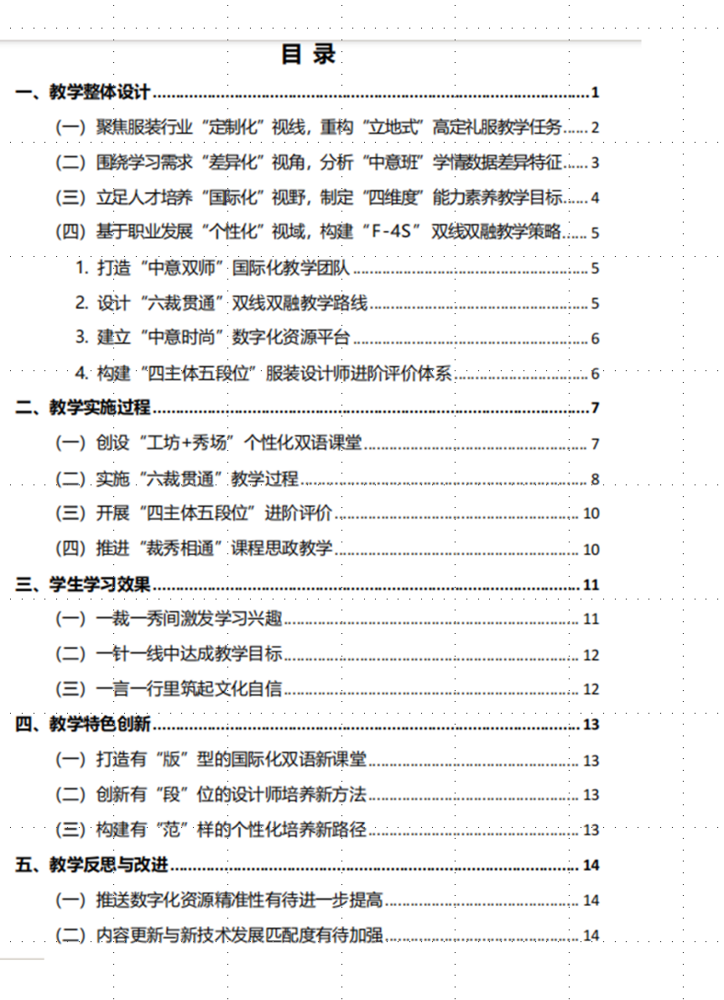 目 录
一、教学整体设计......1
（一）聚焦服装行业“定制化”视线，重构“立地式”高定礼服教学任务......2
（二）围绕学习需求“差异化”视角，分析“中意班”学情数据差异特征......3
（三）立足人才培养“国际化”视野，制定“四维度”能力素养教学目标......4
（四）基于职业发展“个性化”视域，构建“F-4S”双线双融教学策略......5
1. 打造“中意双师”国际化教学团队......5
2. 设计“六裁贯通”双线双融教学路线......5
3. 建立“中意时尚”数字化资源平台......6
4. 构建“四主体五段位”服装设计师进阶评价体系......6
二、教学实施过程......7
（一）创设“工坊+秀场”个性化双语课堂......7
（二）实施“六裁贯通”教学过程......8
（三）开展“四主体五段位”进阶评价......10
（四）推进“裁秀相通”课程思政教学......10
三、学生学习效果......11
（一）一裁一秀间激发学习兴趣......11
（二）一针一线中达成教学目标......12
（三）一言一行里筑起文化自信......12
四、教学特色创新......13
（一）打造有“版”型的国际化双语新课堂......13
（二）创新有“段”位的设计师培养新方法......13
（三）构建有“范”样的个性化培养新路径......13
五、教学反思与改进......14
（一）推送数字化资源精准性有待进一步提高......14
（二）内容更新与新技术发展匹配度有待加强......14